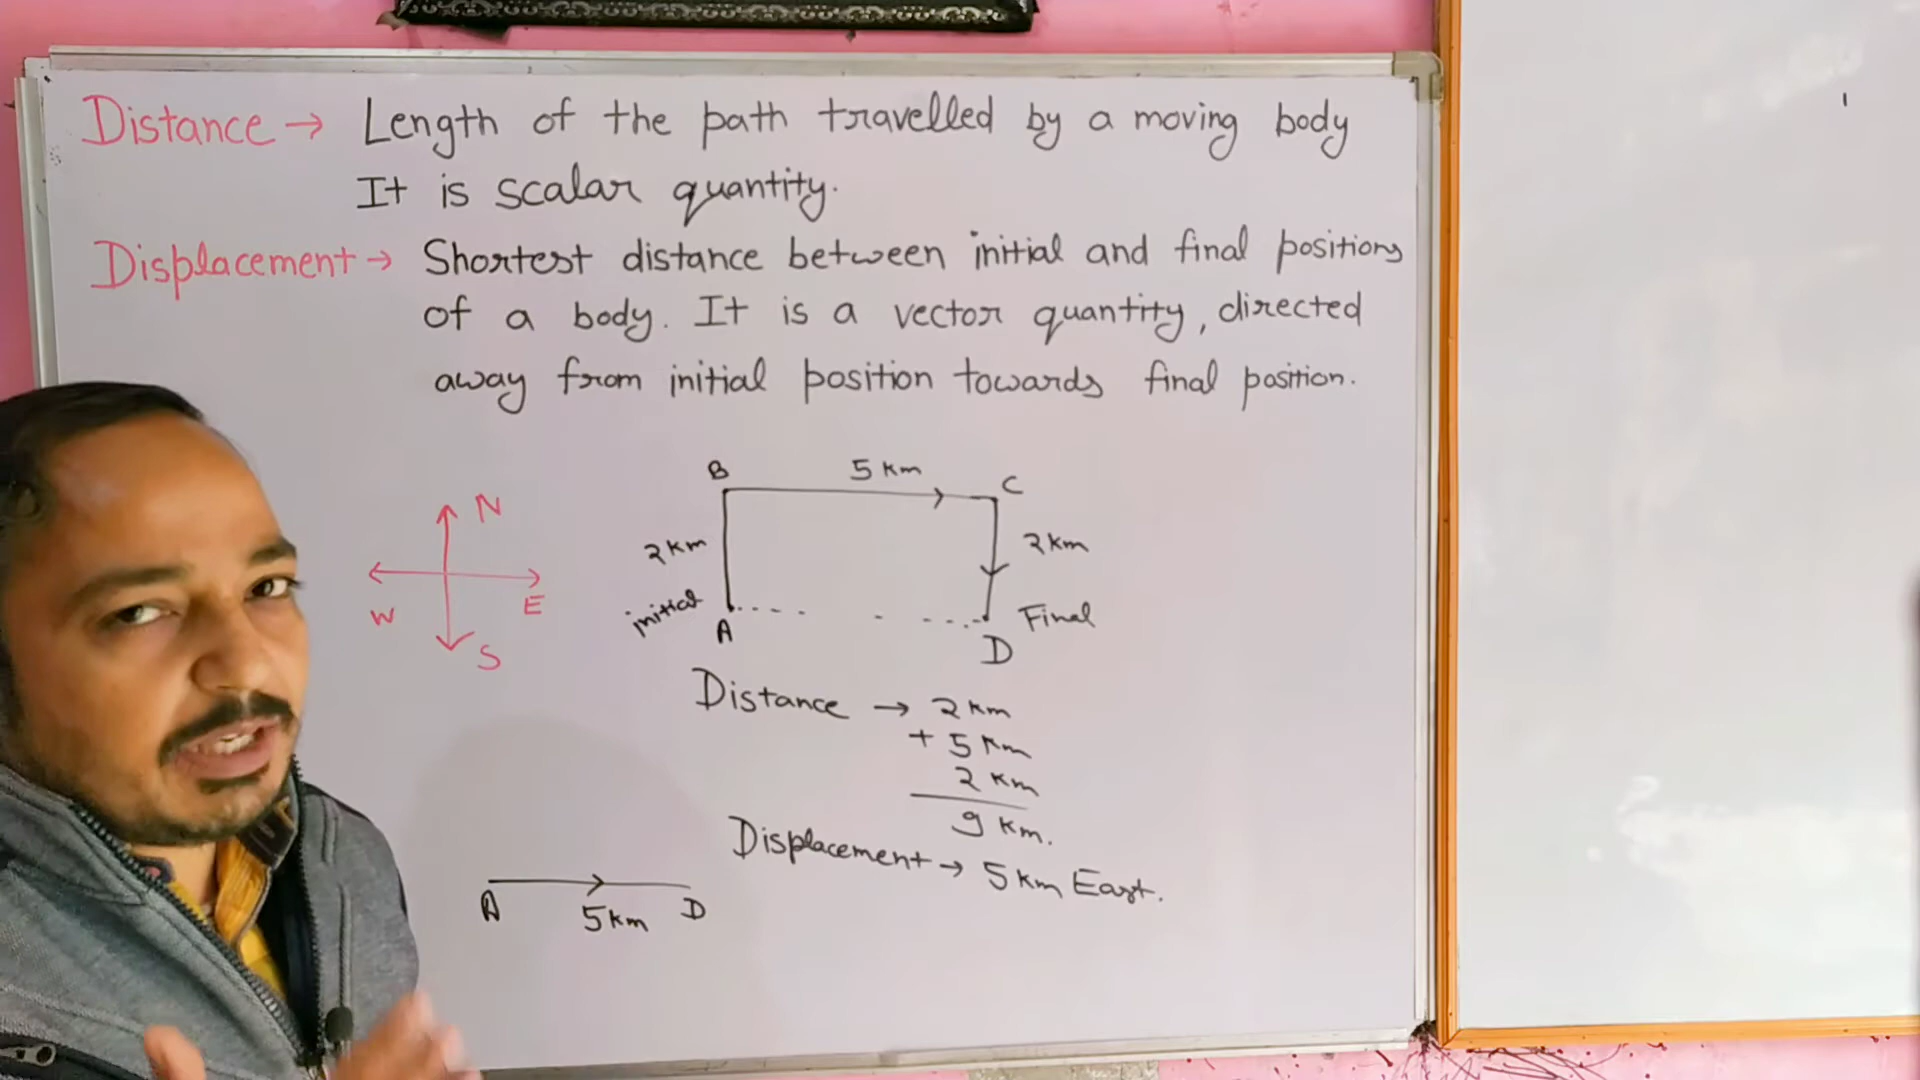 Distance → Length of the path travelled by a moving body
It is scalar quantity.
Displacement → Shortest distance between initial and final positions
of a body. It is a vector quantity, directed
away from initial position towards final position.
N
W
E
S
B
5 km
C
2 km
2 km
initial
A
Final
D
Distance → 2 km
+ 5 km
2 km
9 km.
Displacement → 5 km East.
A
5 km
D